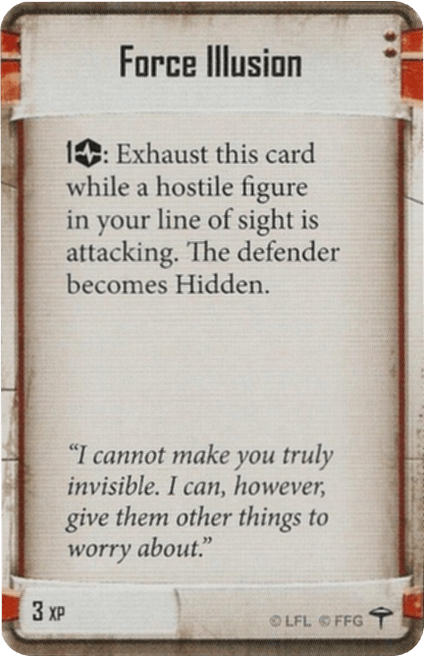 Force Illusion
1: Exhaust this card
while a hostile figure
in your line of sight is
attacking. The defender
becomes Hidden.
“I cannot make you truly
invisible. I can, however,
give them other things to
worry about.”
3 XP
© LFL © FFG